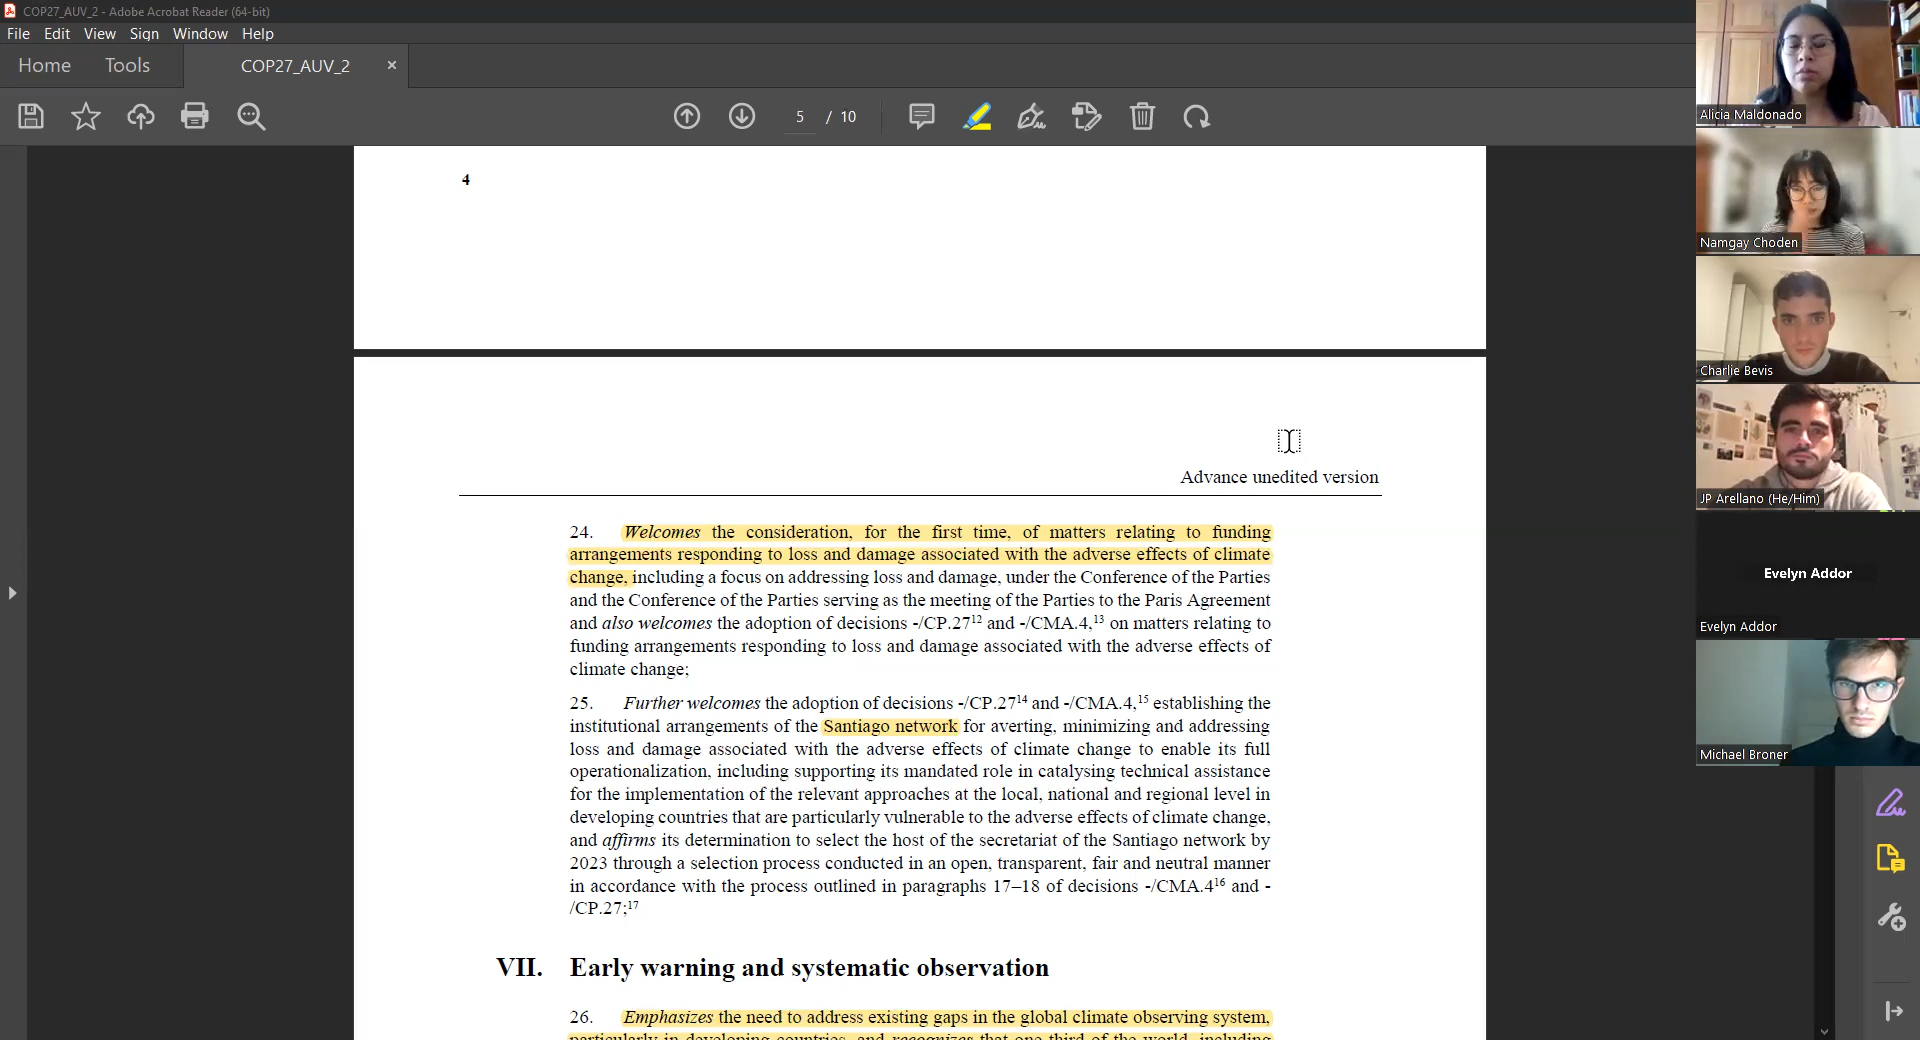 COP27_AUV_2 - Adobe Acrobat Reader (64-bit)
File Edit View Sign Window Help
Home Tools COP27_AUV_2 ×
5 / 10
4
Advance unedited version
24. Welcomes the consideration, for the first time, of matters relating to funding
arrangements responding to loss and damage associated with the adverse effects of climate
change, including a focus on addressing loss and damage, under the Conference of the Parties
and the Conference of the Parties serving as the meeting of the Parties to the Paris Agreement
and also welcomes the adoption of decisions -/CP.27¹² and -/CMA.4,¹³ on matters relating to
funding arrangements responding to loss and damage associated with the adverse effects of
climate change;
25. Further welcomes the adoption of decisions -/CP.27¹⁴ and -/CMA.4,¹⁵ establishing the
institutional arrangements of the Santiago network for averting, minimizing and addressing
loss and damage associated with the adverse effects of climate change to enable its full
operationalization, including supporting its mandated role in catalysing technical assistance
for the implementation of the relevant approaches at the local, national and regional level in
developing countries that are particularly vulnerable to the adverse effects of climate change,
and affirms its determination to select the host of the secretariat of the Santiago network by
2023 through a selection process conducted in an open, transparent, fair and neutral manner
in accordance with the process outlined in paragraphs 17–18 of decisions -/CMA.4¹⁶ and -
/CP.27;¹⁷
VII. Early warning and systematic observation
26. Emphasizes the need to address existing gaps in the global climate observing system,
particularly in developing countries, and recognizes that one third of the world, including
Alicia Maldonado
Namgay Choden
Charlie Bevis
JP Arellano (He/Him)
Evelyn Addor
Evelyn Addor
Michael Broner